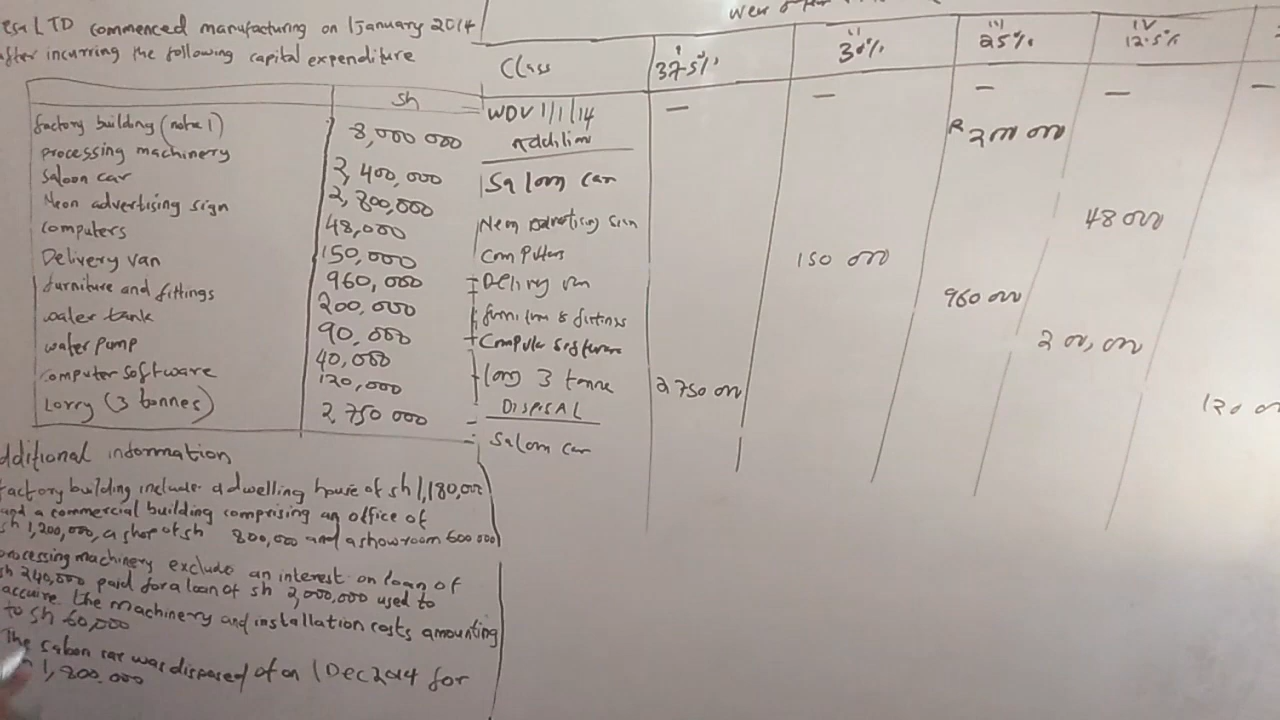 LTD commenced manufacturing on 1 January 2014
after incurring the following capital expenditure
sh
factory building (note 1) 8,000 000
processing machinery 2,400,000
Saloon car 2,800,000
Neon advertising sign 48,000
Computers 150,000
Delivery van 960,000
furniture and fittings 200,000
water tank 90,000
water pump 40,000
computer software 120,000
Lorry (3 tonnes) 2,750 000
additional information
factory building include a dwelling house of sh 1,180,000
and a commercial building comprising an office of
sh 1,200,000, a shop of sh 800,000 and a showroom 600 000
processing machinery exclude an interest on loan of
sh 240,000 paid for a loan of sh 2,000,000 used to
accuire the machinery and installation costs amounting
to sh 60,000
The saloon car was disposed of on 1 Dec 2014 for
1,800.000
Class
i 37.5%
ii 30%
iii 25%
iv 12.5%
WDV 1/1/14 — — — — —
Addition
Saloon car R 2000 000
Neon advertising sign 48 000
Computers 150 000
Delivery van 960 000
furniture & fittings 200,000
Computer software 120
lorry 3 tonne 2 750 000
DISPOSAL
Saloon car